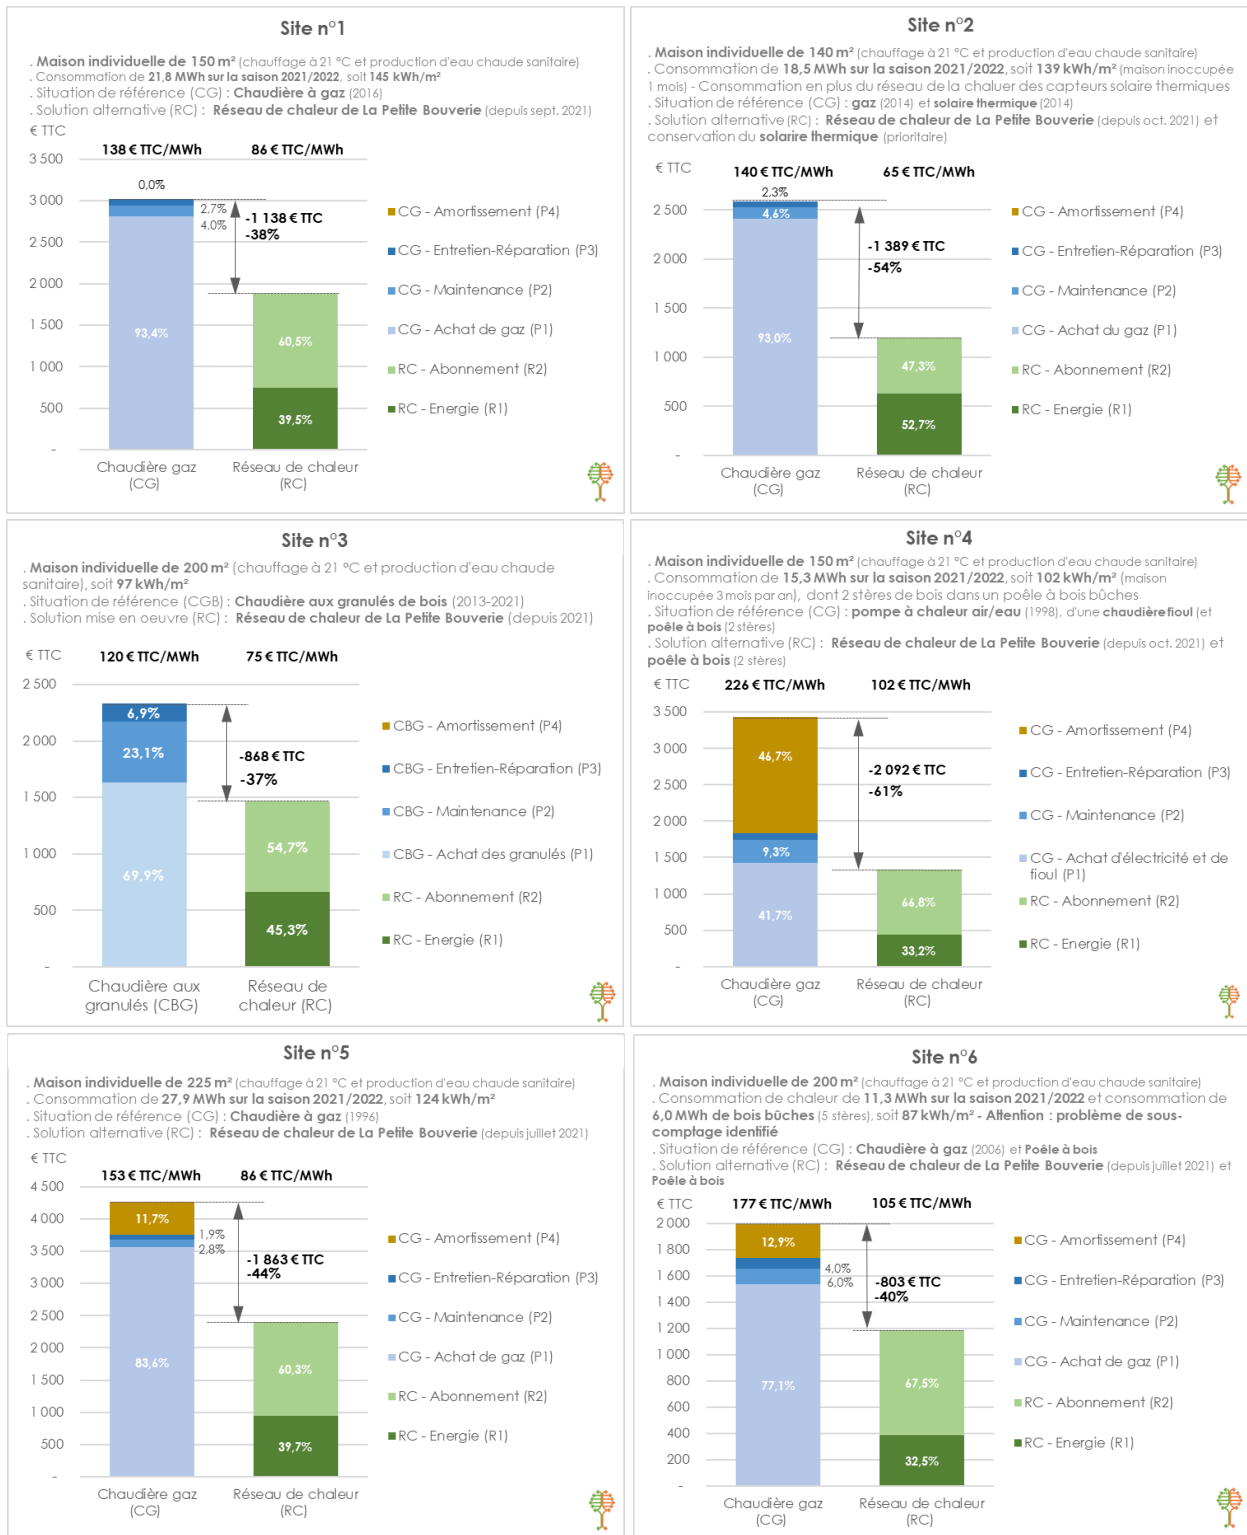 Site n°1
. Maison individuelle de 150 m² (chauffage à 21 °C et production d'eau chaude sanitaire)
. Consommation de 21,8 MWh sur la saison 2021/2022, soit 145 kWh/m²
. Situation de référence (CG) : Chaudière à gaz (2016)
. Solution alternative (RC) : Réseau de chaleur de La Petite Bouverie (depuis sept. 2021)
€ TTC
138 € TTC/MWh 86 € TTC/MWh
3 500
3 000
2 500
2 000
1 500
1 000
500
-
0,0%
2,7%
4,0%
93,4%
-1 138 € TTC
-38%
60,5%
39,5%
Chaudière gaz (CG)
Réseau de chaleur (RC)
CG - Amortissement (P4)
CG - Entretien-Réparation (P3)
CG - Maintenance (P2)
CG - Achat de gaz (P1)
RC - Abonnement (R2)
RC - Energie (R1)
Site n°2
. Maison individuelle de 140 m² (chauffage à 21 °C et production d'eau chaude sanitaire)
. Consommation de 18,5 MWh sur la saison 2021/2022, soit 139 kWh/m² (maison inoccupée
1 mois) - Consommation en plus du réseau de la chaluer des capteurs solaire thermiques
. Situation de référence (CG) : gaz (2014) et solaire thermique (2014)
. Solution alternative (RC) : Réseau de chaleur de La Petite Bouverie (depuis oct. 2021) et
conservation du solarire thermique (prioritaire)
€ TTC
140 € TTC/MWh 65 € TTC/MWh
2 500
2 000
1 500
1 000
500
-
2,3%
4,6%
93,0%
-1 389 € TTC
-54%
47,3%
52,7%
Chaudière gaz (CG)
Réseau de chaleur (RC)
CG - Amortissement (P4)
CG - Entretien-Réparation (P3)
CG - Maintenance (P2)
CG - Achat du gaz (P1)
RC - Abonnement (R2)
RC - Energie (R1)
Site n°3
. Maison individuelle de 200 m² (chauffage à 21 °C et production d'eau chaude
sanitaire), soit 97 kWh/m²
. Situation de référence (CGB) : Chaudière aux granulés de bois (2013-2021)
. Solution mise en oeuvre (RC) : Réseau de chaleur de La Petite Bouverie (depuis 2021)
€ TTC
120 € TTC/MWh 75 € TTC/MWh
2 500
2 000
1 500
1 000
500
-
6,9%
23,1%
69,9%
-868 € TTC
-37%
54,7%
45,3%
Chaudière aux granulés (CBG)
Réseau de chaleur (RC)
CBG - Amortissement (P4)
CBG - Entretien-Réparation (P3)
CBG - Maintenance (P2)
CBG - Achat des granulés (P1)
RC - Abonnement (R2)
RC - Energie (R1)
Site n°4
. Maison individuelle de 150 m² (chauffage à 21 °C et production d'eau chaude sanitaire)
. Consommation de 15,3 MWh sur la saison 2021/2022, soit 102 kWh/m² (maison
inoccupée 3 mois par an), dont 2 stères de bois dans un poêle à bois bûches
. Situation de référence (CG) : pompe à chaleur air/eau (1998), d'une chaudière fioul (et
poêle à bois (2 stères)
. Solution alternative (RC) : Réseau de chaleur de La Petite Bouverie (depuis oct. 2021) et
poêle à bois (2 stères)
€ TTC
226 € TTC/MWh 102 € TTC/MWh
3 500
3 000
2 500
2 000
1 500
1 000
500
-
46,7%
9,3%
41,7%
-2 092 € TTC
-61%
66,8%
33,2%
Chaudière gaz (CG)
Réseau de chaleur (RC)
CG - Amortissement (P4)
CG - Entretien-Réparation (P3)
CG - Maintenance (P2)
CG - Achat d'électricité et de
fioul (P1)
RC - Abonnement (R2)
RC - Energie (R1)
Site n°5
. Maison individuelle de 225 m² (chauffage à 21 °C et production d'eau chaude sanitaire)
. Consommation de 27,9 MWh sur la saison 2021/2022, soit 124 kWh/m²
. Situation de référence (CG) : Chaudière à gaz (1996)
. Solution alternative (RC) : Réseau de chaleur de La Petite Bouverie (depuis juillet 2021)
€ TTC
153 € TTC/MWh 86 € TTC/MWh
4 500
4 000
3 500
3 000
2 500
2 000
1 500
1 000
500
-
11,7%
1,9%
2,8%
83,6%
-1 863 € TTC
-44%
60,3%
39,7%
Chaudière gaz (CG)
Réseau de chaleur (RC)
CG - Amortissement (P4)
CG - Entretien-Réparation (P3)
CG - Maintenance (P2)
CG - Achat de gaz (P1)
RC - Abonnement (R2)
RC - Energie (R1)
Site n°6
. Maison individuelle de 200 m² (chauffage à 21 °C et production d'eau chaude sanitaire)
. Consommation de chaleur de 11,3 MWh sur la saison 2021/2022 et consommation de
6,0 MWh de bois bûches (5 stères), soit 87 kWh/m² - Attention : problème de sous-
comptage identifié
. Situation de référence (CG) : Chaudière à gaz (2006) et Poêle à bois
. Solution alternative (RC) : Réseau de chaleur de La Petite Bouverie (depuis juillet 2021) et
Poêle à bois
€ TTC
177 € TTC/MWh 105 € TTC/MWh
2 000
1 800
1 600
1 400
1 200
1 000
800
600
400
200
-
12,9%
4,0%
6,0%
77,1%
-803 € TTC
-40%
67,5%
32,5%
Chaudière gaz (CG)
Réseau de chaleur (RC)
CG - Amortissement (P4)
CG - Entretien-Réparation (P3)
CG - Maintenance (P2)
CG - Achat de gaz (P1)
RC - Abonnement (R2)
RC - Energie (R1)